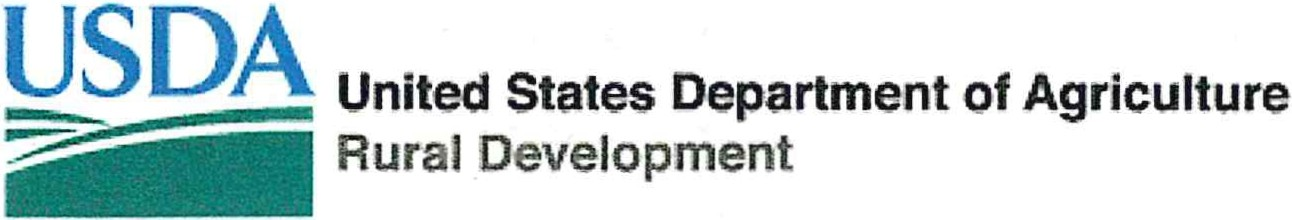 USDA
United States Department of Agriculture
Rural Development